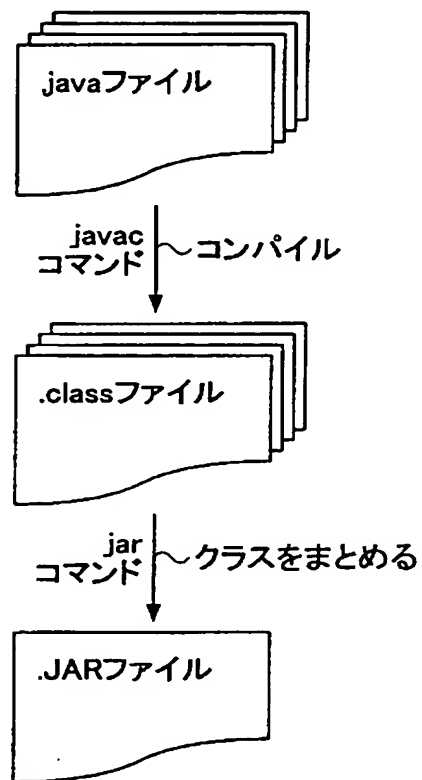 .javaファイル
javac
コマンド
コンパイル
.classファイル
jar
コマンド
クラスをまとめる
.JARファイル